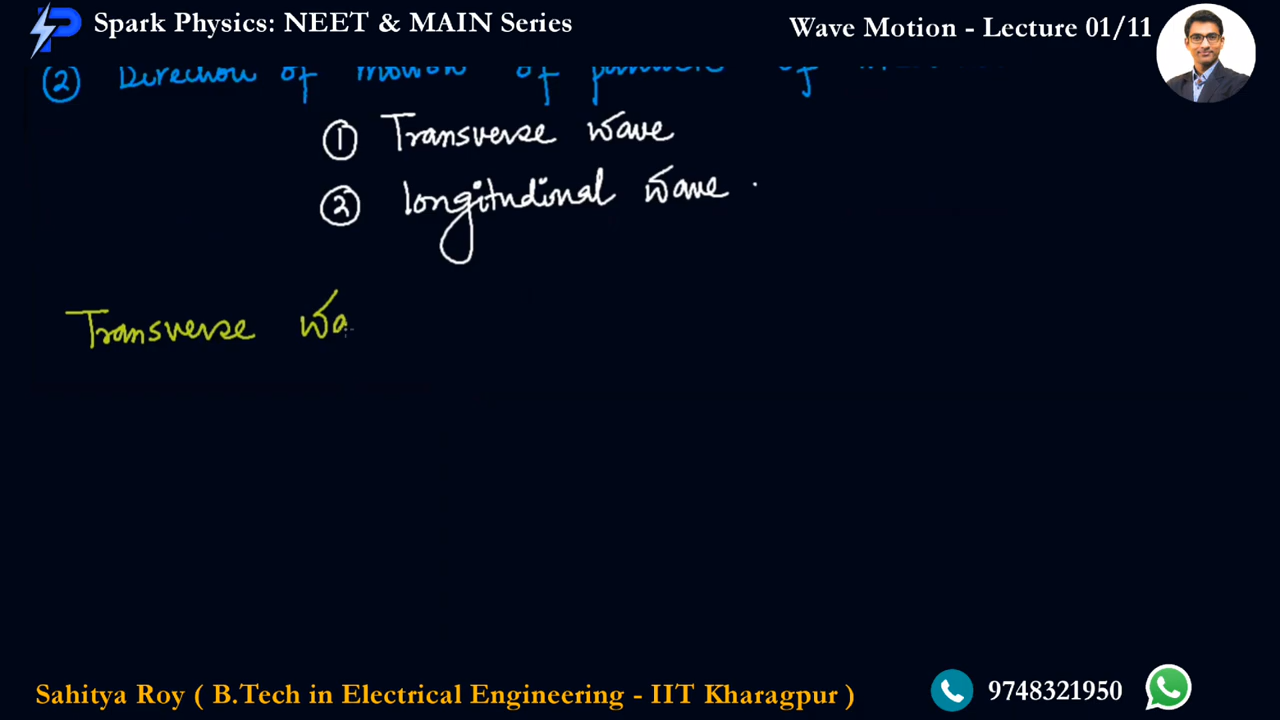 Spark Physics: NEET & MAIN Series
Wave Motion - Lecture 01/11
② Direction of motion of of
① Transverse wave
② longitudinal wave .
Transverse wa
Sahitya Roy ( B.Tech in Electrical Engineering - IIT Kharagpur )
9748321950